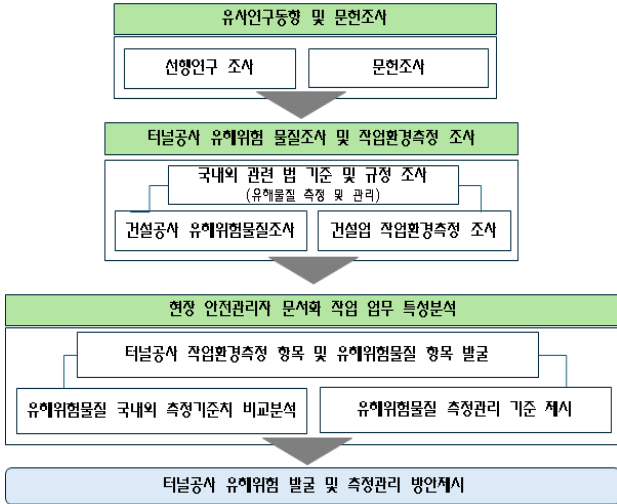 유사연구동향 및 문헌조사
선행연구 조사
문헌조사
터널공사 유해위험 물질조사 및 작업환경측정 조사
국내외 관련 법 기준 및 규정 조사
(유해물질 측정 및 관리)
건설공사 유해위험물질조사
건설업 작업환경측정 조사
현장 안전관리자 문서화 작업 업무 특성분석
터널공사 작업환경측정 항목 및 유해위험물질 항목 발굴
유해위험물질 국내외 측정기준치 비교분석
유해위험물질 측정관리 기준 제시
터널공사 유해위험 발굴 및 측정관리 방안제시